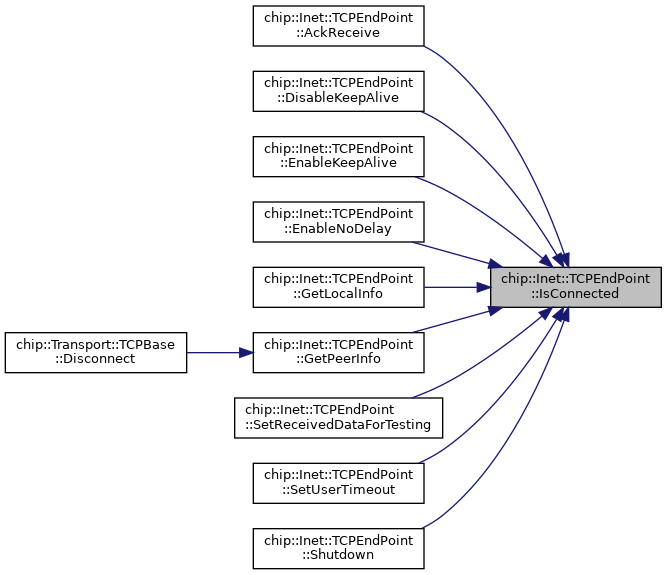 chip::Inet::TCPEndPoint
::AckReceive
chip::Inet::TCPEndPoint
::DisableKeepAlive
chip::Inet::TCPEndPoint
::EnableKeepAlive
chip::Inet::TCPEndPoint
::EnableNoDelay
chip::Inet::TCPEndPoint
::IsConnected
chip::Inet::TCPEndPoint
::GetLocalInfo
chip::Transport::TCPBase
::Disconnect
chip::Inet::TCPEndPoint
::GetPeerInfo
chip::Inet::TCPEndPoint
::SetReceivedDataForTesting
chip::Inet::TCPEndPoint
::SetUserTimeout
chip::Inet::TCPEndPoint
::Shutdown